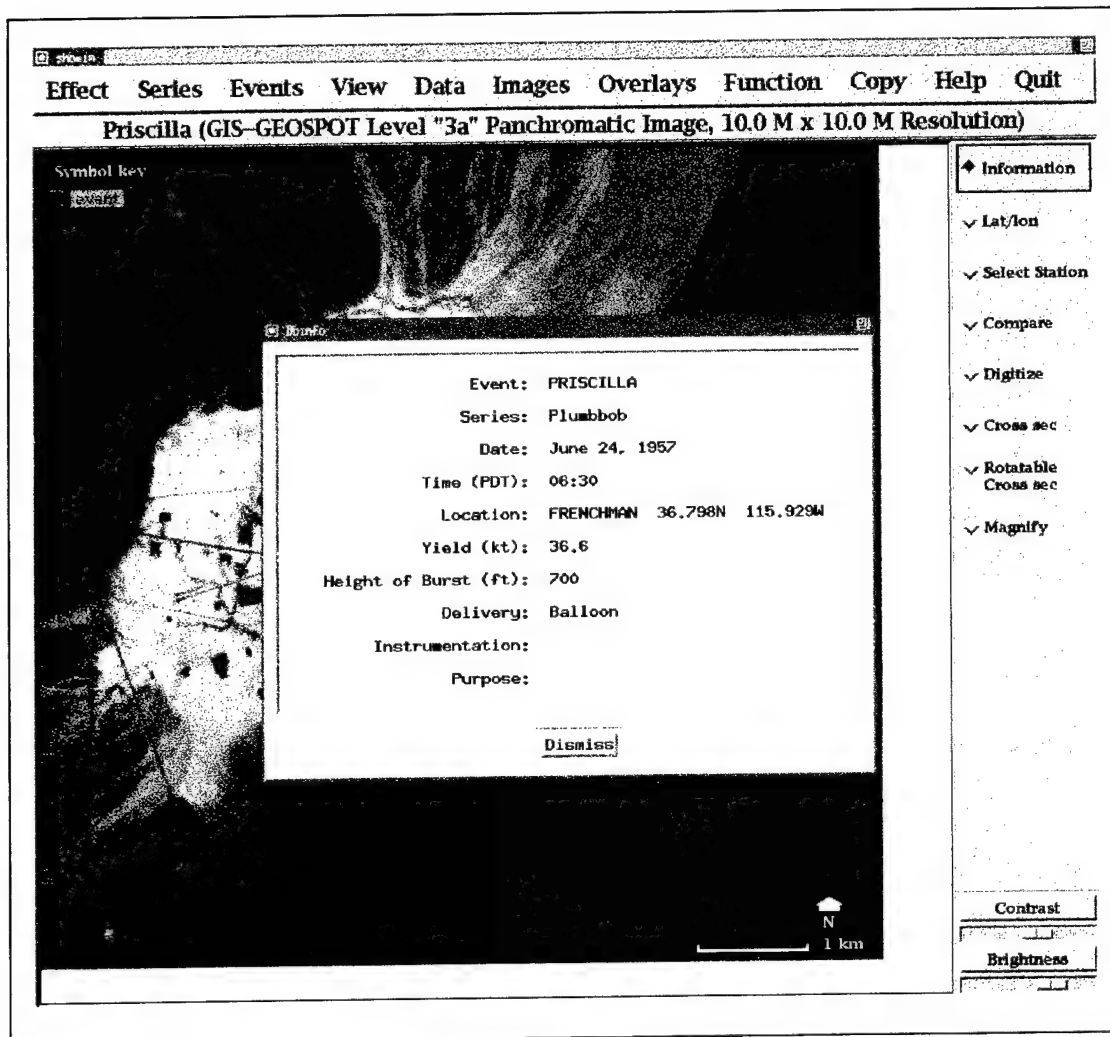 Effect Series Events View Data Images Overlays Function Copy Help Quit
Priscilla (GIS-GEOSPOT Level "3a" Panchromatic Image, 10.0 M x 10.0 M Resolution)
Symbol key
Information
Lat/lon
Select Station
Compare
Digitize
Cross sec
Rotatable
Cross sec
Magnify
Dbinfo
Event: PRISCILLA
Series: Plumbbob
Date: June 24, 1957
Time (PDT): 06:30
Location: FRENCHMAN 36.798N 115.929W
Yield (kt): 36.6
Height of Burst (ft): 700
Delivery: Balloon
Instrumentation:
Purpose:
Dismiss
N
1 km
Contrast
Brightness